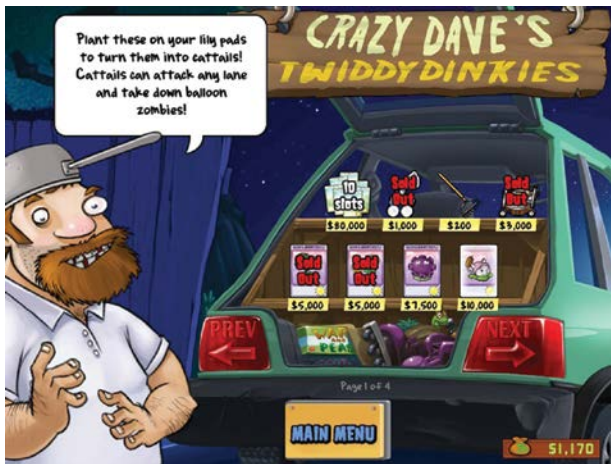 CRAZY DAVE'S
TWIDDYDINKIES
Plant these on your lily pads
to turn them into cattails!
Cattails can attack any lane
and take down balloon
zombies!
10
slots
Sold
Out
Sold
Out
$80,000
$1,000
$200
$3,000
Sold
Out
Sold
Out
$5,000
$5,000
$7,500
$10,000
PREV
NEXT
Page 1 of 4
MAIN MENU
$1,170